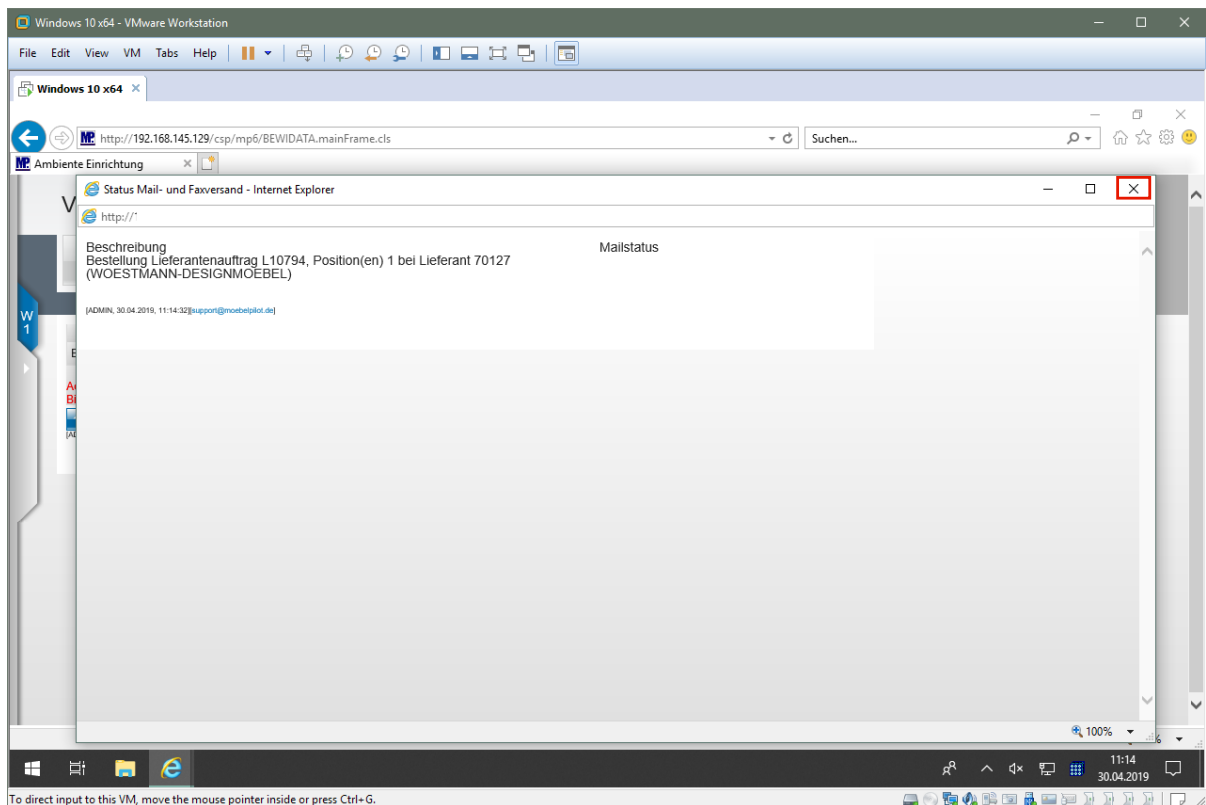 Windows 10 x64 - VMware Workstation
File Edit View VM Tabs Help
Windows 10 x64
http://192.168.145.129/csp/mp6/BEWIDATA.mainFrame.cls
Suchen...
MP Ambiente Einrichtung
Status Mail- und Faxversand - Internet Explorer
http://'
Beschreibung Mailstatus
Bestellung Lieferantenauftrag L10794, Position(en) 1 bei Lieferant 70127
(WOESTMANN-DESIGNMOEBEL)
[ADMIN, 30.04.2019, 11:14:32][support@moebelpilot.de]
W
1
100%
11:14
30.04.2019
To direct input to this VM, move the mouse pointer inside or press Ctrl+G.